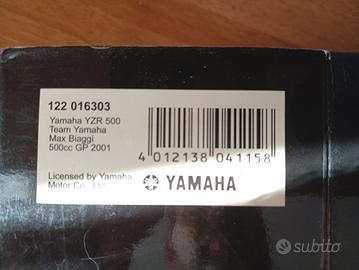 122 016303
Yamaha YZR 500
Team Yamaha
Max Biaggi
500cc GP 2001
4 012138 041158
Licensed by Yamaha
Motor Co., Ltd.
YAMAHA
subito